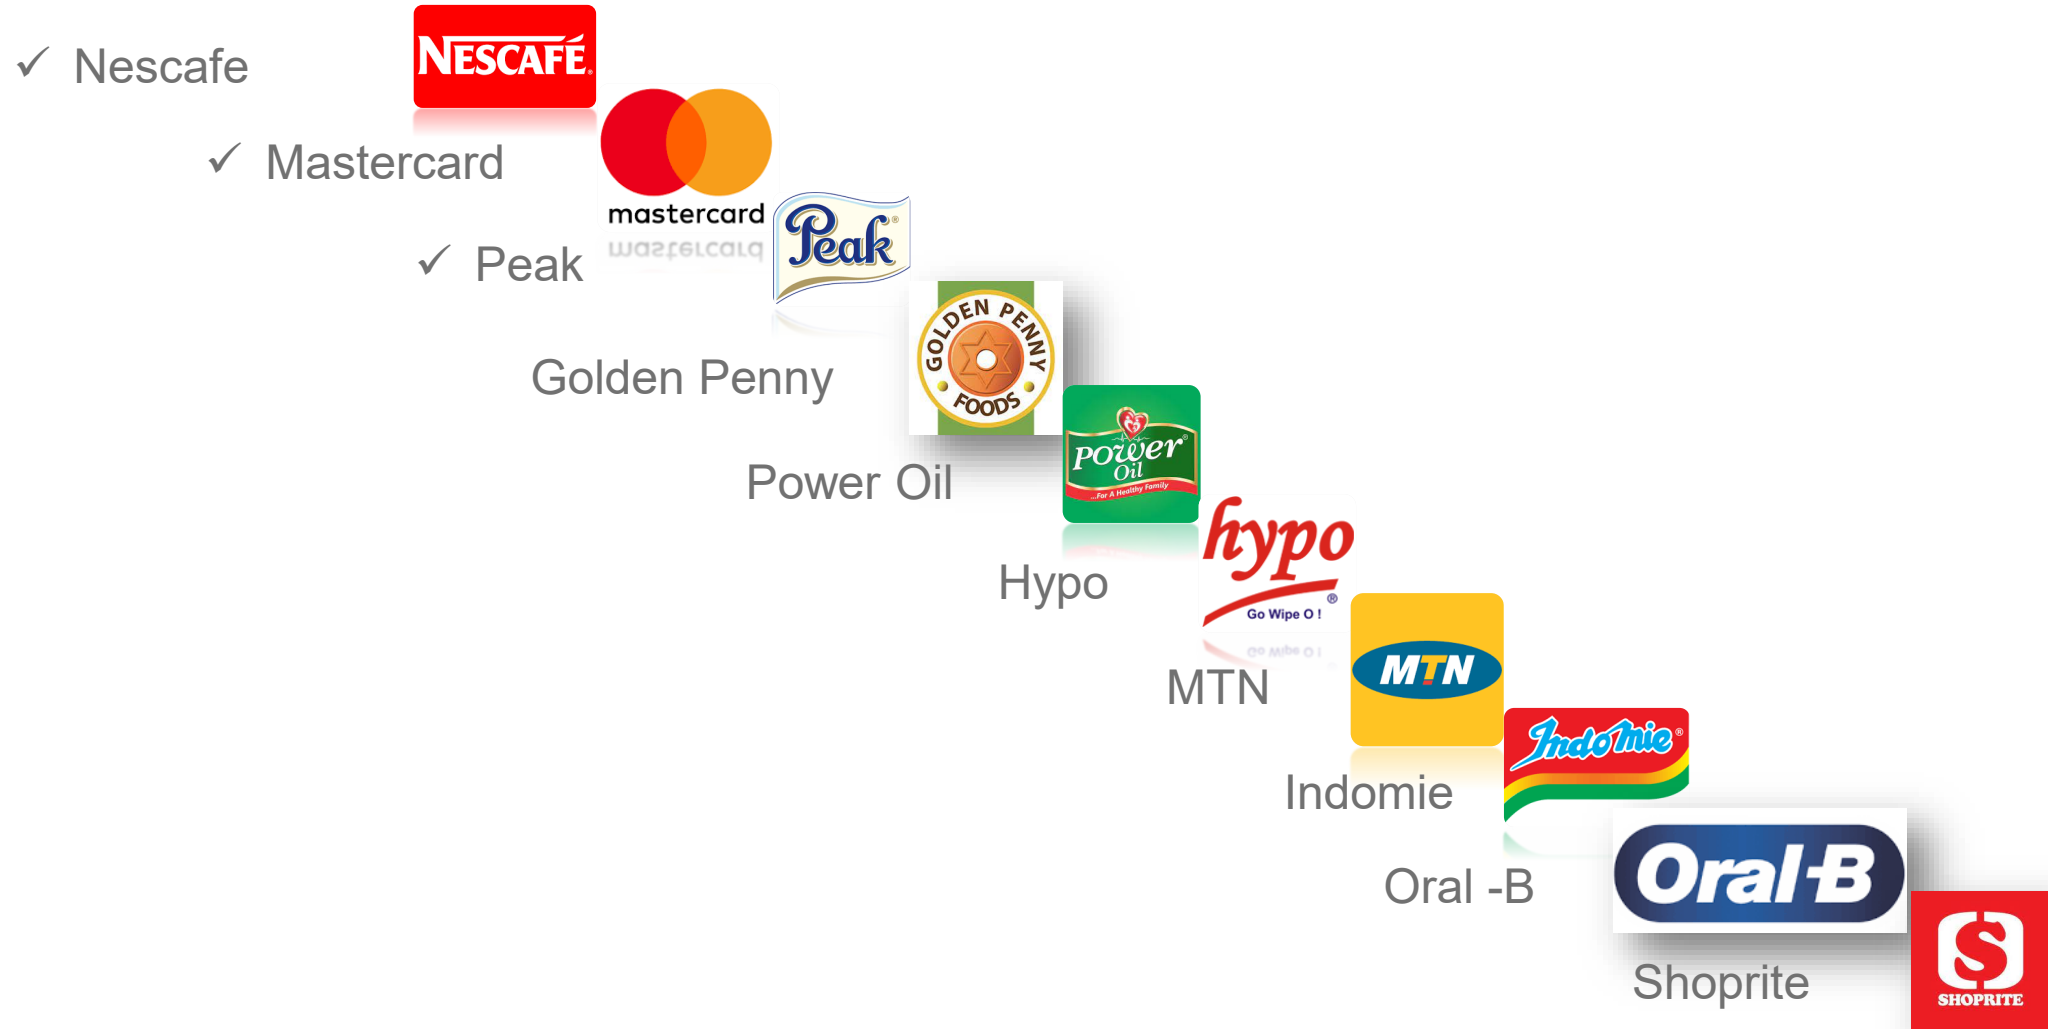 ✓ Nescafe
NESCAFÉ®
✓ Mastercard
mastercard
✓ Peak
Peak®
Golden Penny
GOLDEN PENNY
FOODS
Power Oil
POWER®
Oil
...For A Healthy Family
Hypo
hypo
®
Go Wipe O !
MTN
MTN
Indomie
Indomie®
Oral -B
Oral-B
Shoprite
S
SHOPRITE